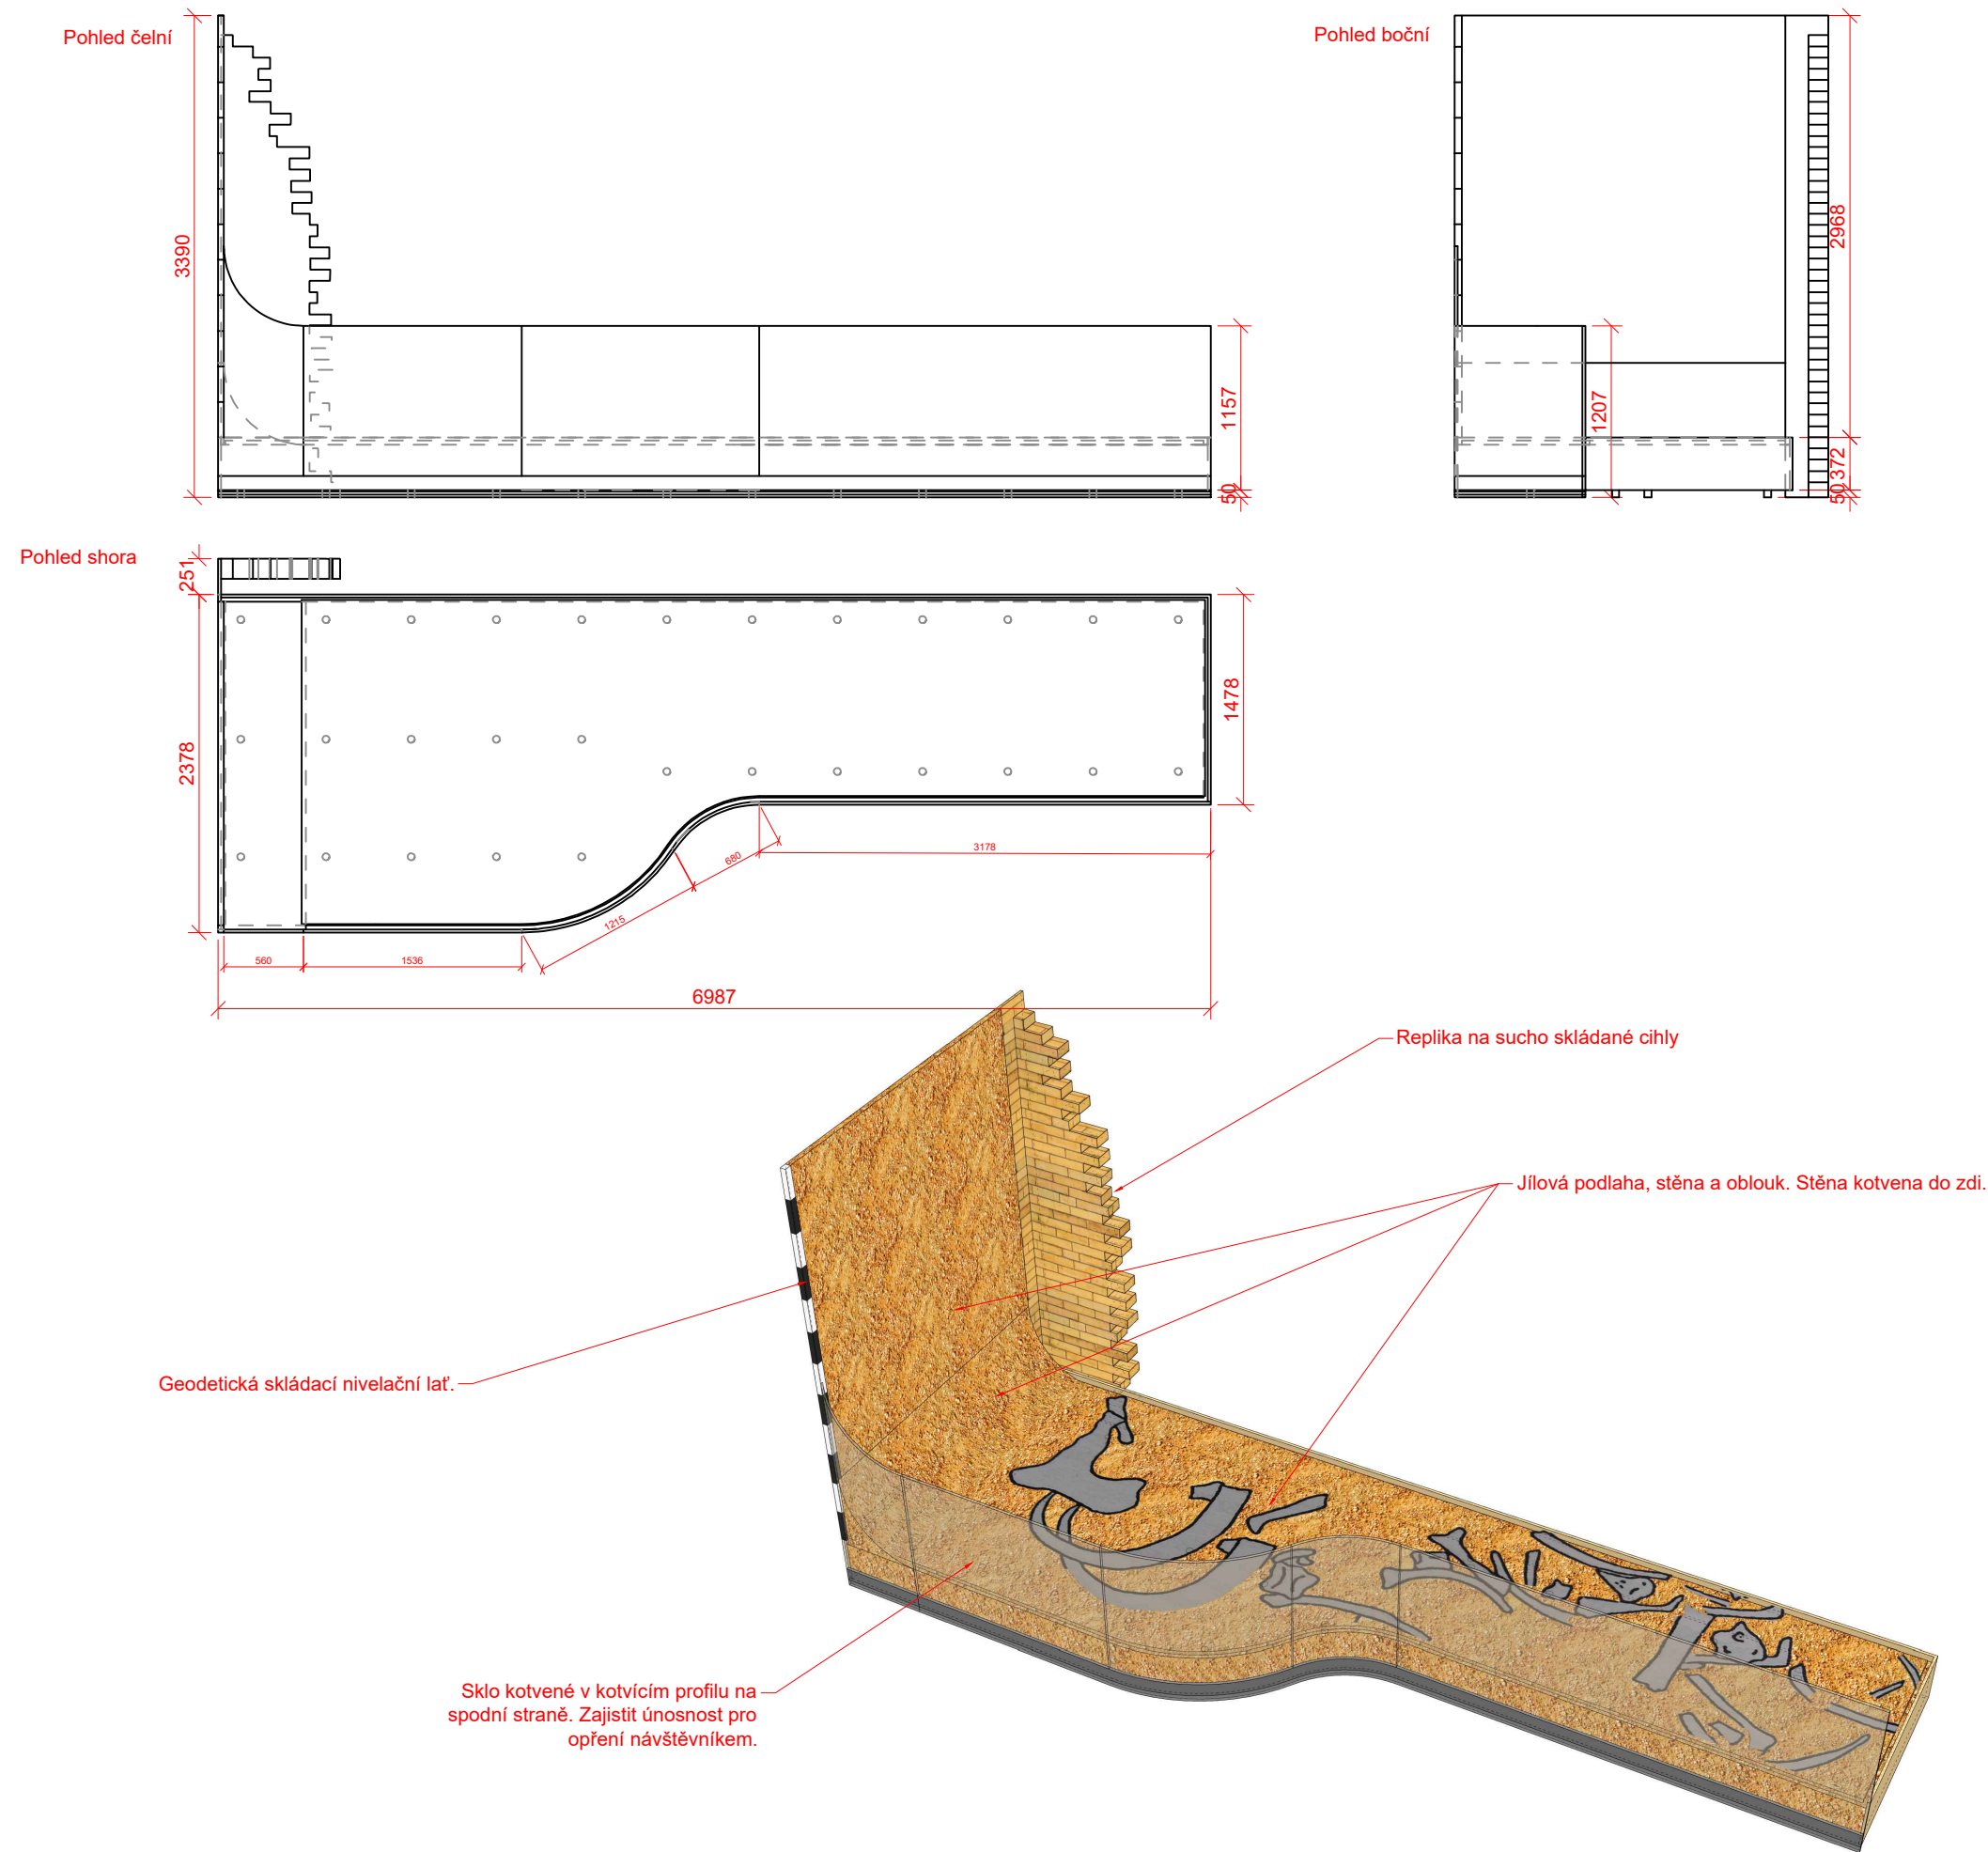 Pohled čelní
Pohled boční
3390
1157
50
2968
1207
372
50
Pohled shora
251
2378
1478
680
3178
1215
560
1536
6987
Replika na sucho skládané cihly
Jílová podlaha, stěna a oblouk. Stěna kotvena do zdi.
Geodetická skládací nivelační lať.
Sklo kotvené v kotvícím profilu na
spodní straně. Zajistit únosnost pro
opření návštěvníkem.